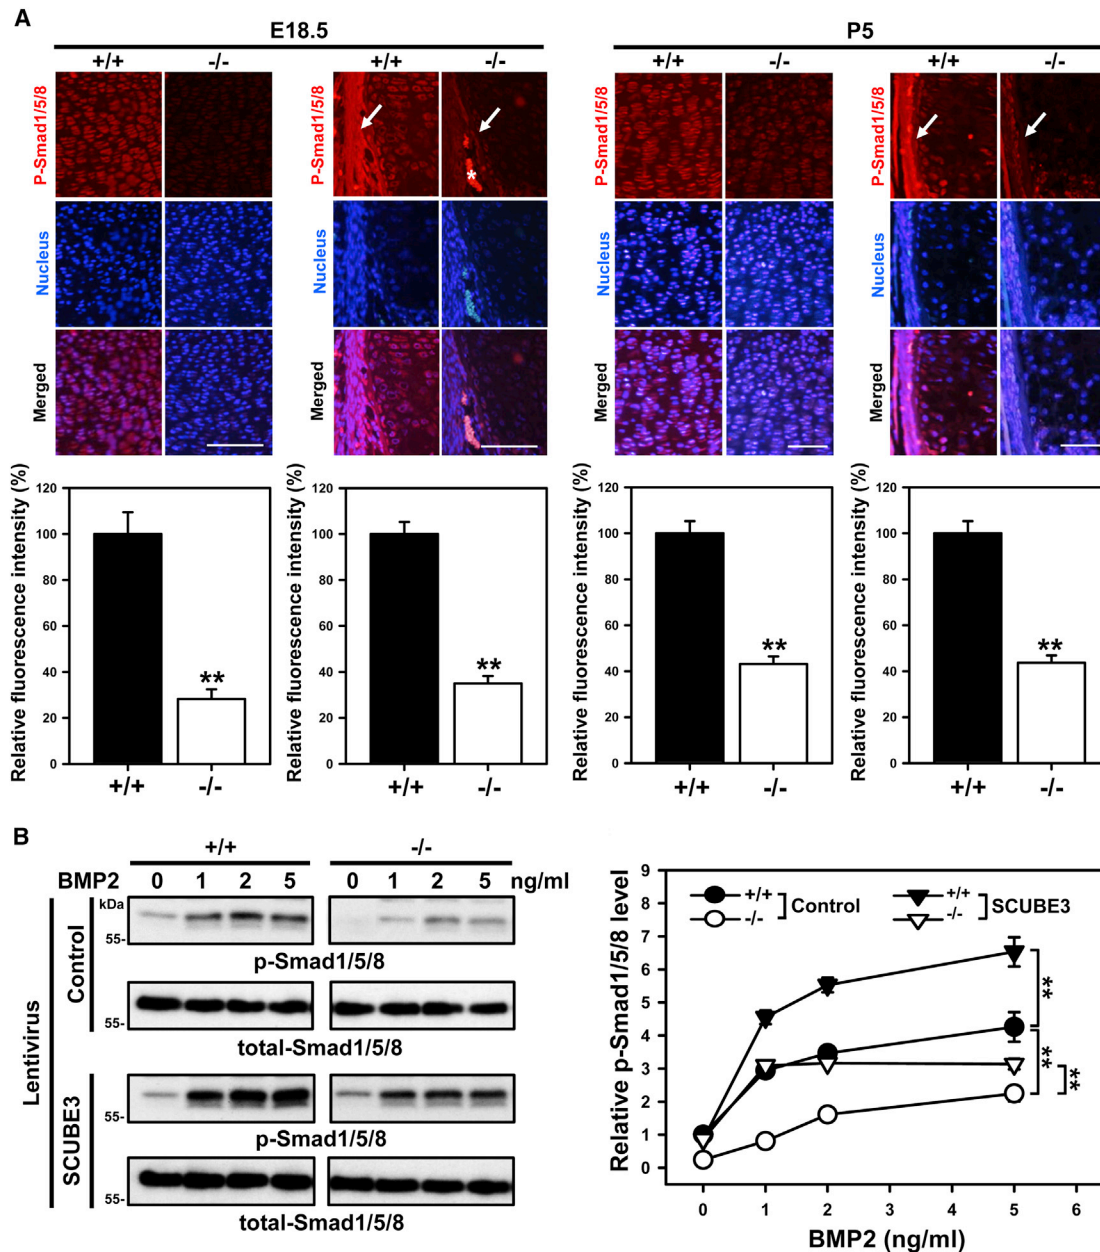 A
E18.5
P5
+/+ -/- +/+ -/- +/+ -/- +/+ -/-
P-Smad1/5/8 P-Smad1/5/8 P-Smad1/5/8 P-Smad1/5/8
*
Nucleus Nucleus Nucleus Nucleus
Merged Merged Merged Merged
Relative fluorescence intensity (%)
120
100
80
60
40
20
0
**
+/+ -/-
Relative fluorescence intensity (%)
120
100
80
60
40
20
0
**
+/+ -/-
Relative fluorescence intensity (%)
120
100
80
60
40
20
0
**
+/+ -/-
Relative fluorescence intensity (%)
120
100
80
60
40
20
0
**
+/+ -/-
B
+/+ -/-
BMP2 0 1 2 5 0 1 2 5 ng/ml
Lentivirus
Control
kDa
55-
p-Smad1/5/8
55-
total-Smad1/5/8
SCUBE3
55-
p-Smad1/5/8
55-
total-Smad1/5/8
Relative p-Smad1/5/8 level
9
8
7
6
5
4
3
2
1
0
+/+
-/-
Control
+/+
-/-
SCUBE3
**
**
**
0 1 2 3 4 5 6
BMP2 (ng/ml)